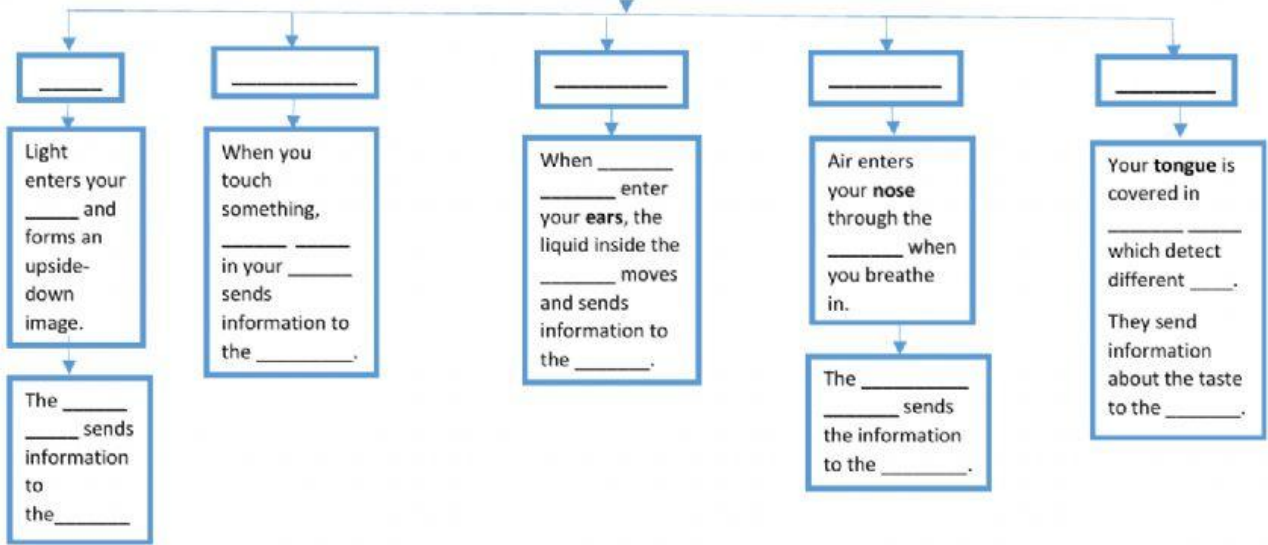 _____
__________
_________
_________
________
Light
enters your
_____ and
forms an
upside-
down
image.
The ______
_____ sends
information
to
the_______
When you
touch
something,
______ _____
in your ______
sends
information to
the _________.
When _______
_______ enter
your ears, the
liquid inside the
_______ moves
and sends
information to
the _______.
Air enters
your nose
through the
_______ when
you breathe
in.
The __________
_______ sends
the information
to the ________.
Your tongue is
covered in
_______ _____
which detect
different ____.
They send
information
about the taste
to the _______.